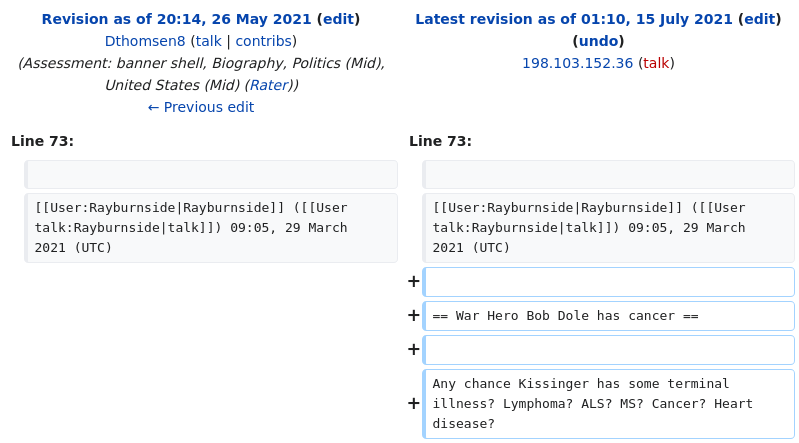 Revision as of 20:14, 26 May 2021 (edit)
Dthomsen8 (talk | contribs)
(Assessment: banner shell, Biography, Politics (Mid),
United States (Mid) (Rater))
← Previous edit
Latest revision as of 01:10, 15 July 2021 (edit)
(undo)
198.103.152.36 (talk)
Line 73:
Line 73:
[[User:Rayburnside|Rayburnside]] ([[User
talk:Rayburnside|talk]]) 09:05, 29 March
2021 (UTC)
[[User:Rayburnside|Rayburnside]] ([[User
talk:Rayburnside|talk]]) 09:05, 29 March
2021 (UTC)
+
+ == War Hero Bob Dole has cancer ==
+
Any chance Kissinger has some terminal
+ illness? Lymphoma? ALS? MS? Cancer? Heart
disease?